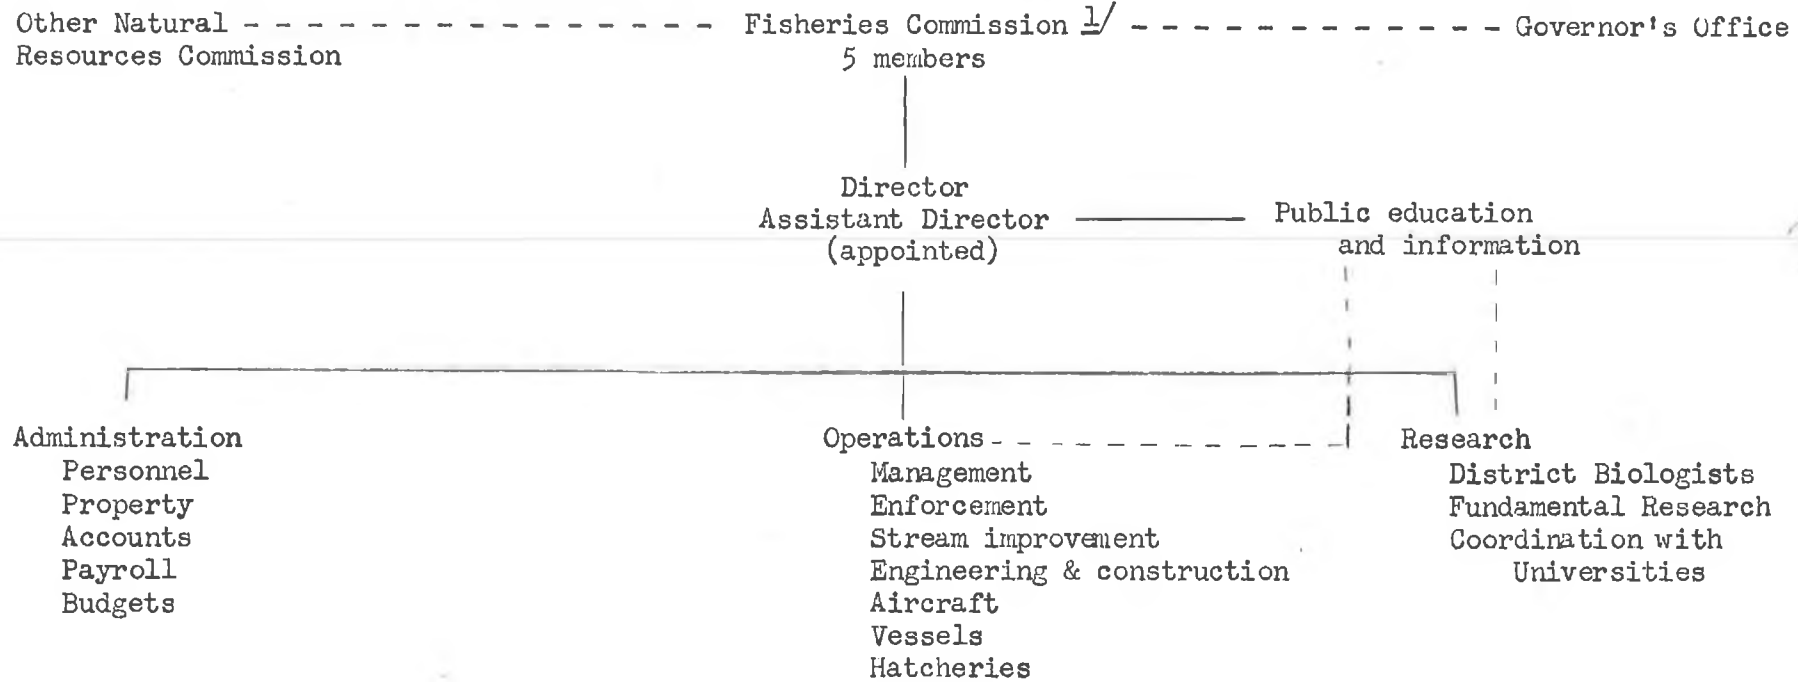 Other Natural
Resources Commission
Fisheries Commission 1/
5 members
Governor's Office
Director
Assistant Director
(appointed)
Public education
and information
Administration
Personnel
Property
Accounts
Payroll
Budgets
Operations
Management
Enforcement
Stream improvement
Engineering & construction
Aircraft
Vessels
Hatcheries
Research
District Biologists
Fundamental Research
Coordination with
Universities